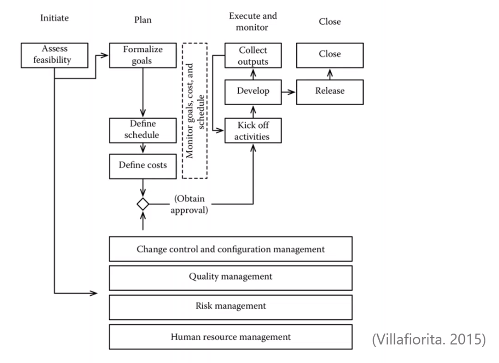 Initiate
Plan
Execute and
monitor
Close
Assess
feasibility
Formalize
goals
Monitor goals, cost, and
schedule
Collect
outputs
Close
Develop
Release
Define
schedule
Kick off
activities
Define costs
(Obtain
approval)
Change control and configuration management
Quality management
Risk management
Human resource management
(Villafiorita. 2015)